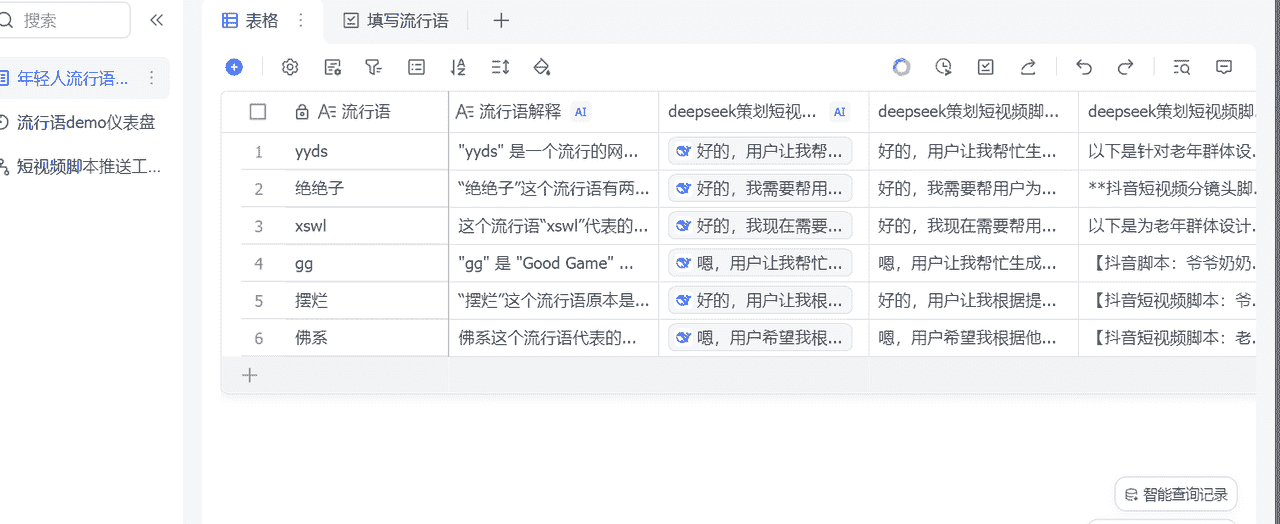 搜索
表格
填写流行语
年轻人流行语...
流行语demo仪表盘
短视频脚本推送工...
流行语 流行语解释 AI deepseek策划短视... AI deepseek策划短视频脚... deepseek策划短视频脚
1 yyds "yyds" 是一个流行的网... 好的，用户让我帮... 好的，用户让我帮忙生... 以下是针对老年群体设...
2 绝绝子 “绝绝子”这个流行语有两... 好的，我需要帮用... 好的，我需要帮用户为... **抖音短视频分镜头脚
3 xswl 这个流行语“xswl”代表的... 好的，我现在需要... 好的，我现在需要帮用... 以下是为老年群体设计...
4 gg "gg" 是 "Good Game" ... 嗯，用户让我帮忙... 嗯，用户让我帮忙生成... 【抖音脚本：爷爷奶奶...
5 摆烂 “摆烂”这个流行语原本是... 好的，用户让我根... 好的，用户让我根据提... 【抖音短视频脚本：爷...
6 佛系 佛系这个流行语代表的... 嗯，用户希望我根... 嗯，用户希望我根据他... 【抖音短视频脚本：老...
智能查询记录